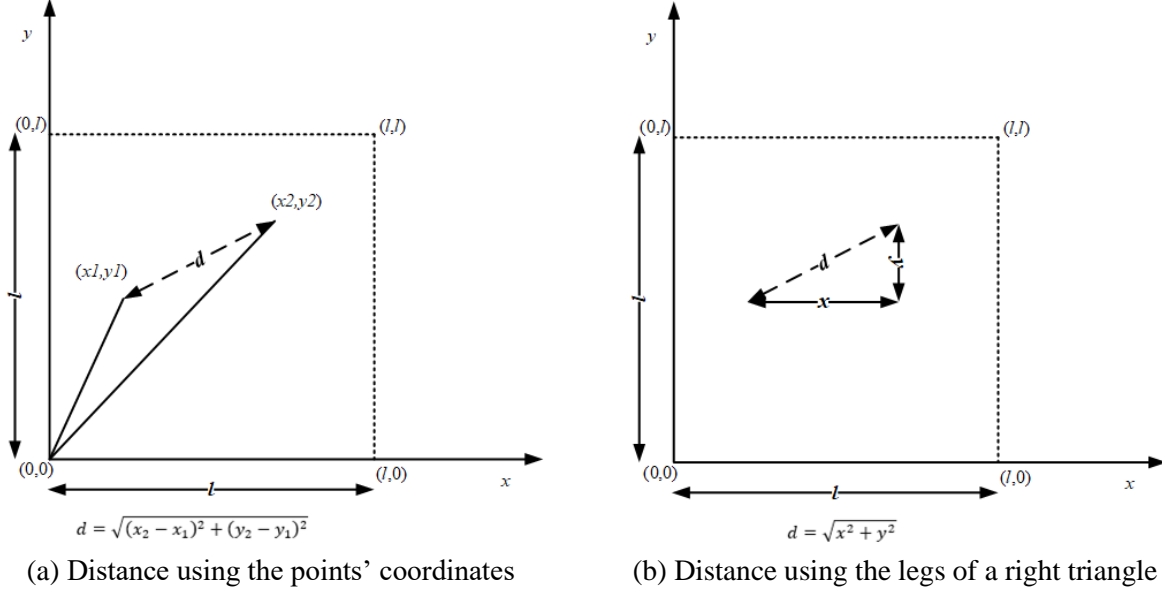 y
(0,l)
(l,l)
(x2,y2)
d
(x1,y1)
l
(0,0)
(l,0)
l
x
d = √(x₂ − x₁)² + (y₂ − y₁)²
(a) Distance using the points’ coordinates
y
(0,l)
(l,l)
d
y
l
x
(0,0)
(l,0)
l
x
d = √x² + y²
(b) Distance using the legs of a right triangle